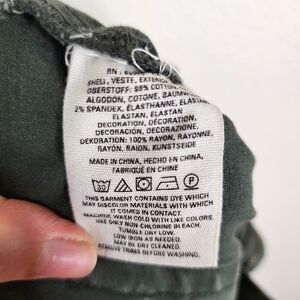 RN :
SHELL, VESTE, EXTERIOR
OBERSTOFF: 98% COTTON,
ALGODON, COTONE, BAUMWOLLE
2% SPANDEX, ÉLASTHANNE,
ELASTAN, ELASTAN
DECORATION, DÉCORATION,
DECORACIÓN, DECORAZIONE,
DEKORATION: 100% RAYON, RAYONNE,
RAYÓN, RAION, KUNSTSEIDE
MADE IN CHINA, HECHO EN CHINA,
FABRIQUÉ EN CHINE
THIS GARMENT CONTAINS DYE WHICH
MAY DISCOLOR MATERIALS WITH WHICH
IT COMES IN CONTACT.
MACHINE WASH COLD WITH LIKE COLORS.
USE ONLY NON CHLORINE BLEACH.
TUMBLE DRY LOW.
LOW IRON AS NEEDED.
MAY BE DRY CLEANED.
REMOVE TRIMS BEFORE WASHING.